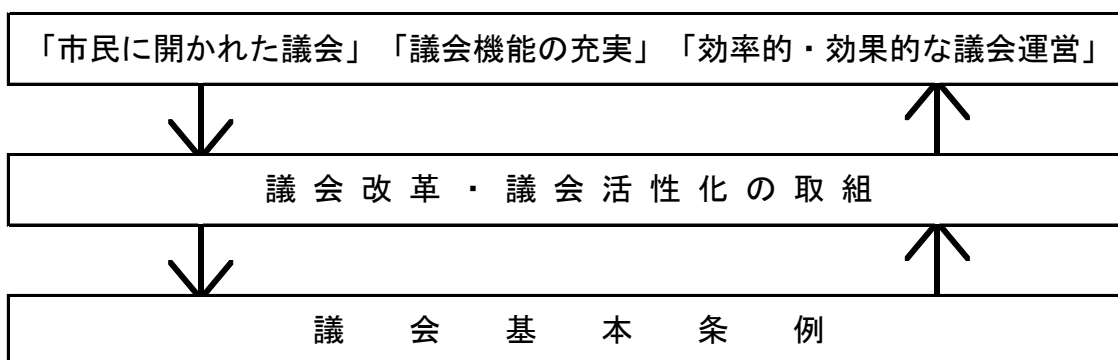 「市民に開かれた議会」「議会機能の充実」「効率的・効果的な議会運営」
議会改革・議会活性化の取組
議会基本条例